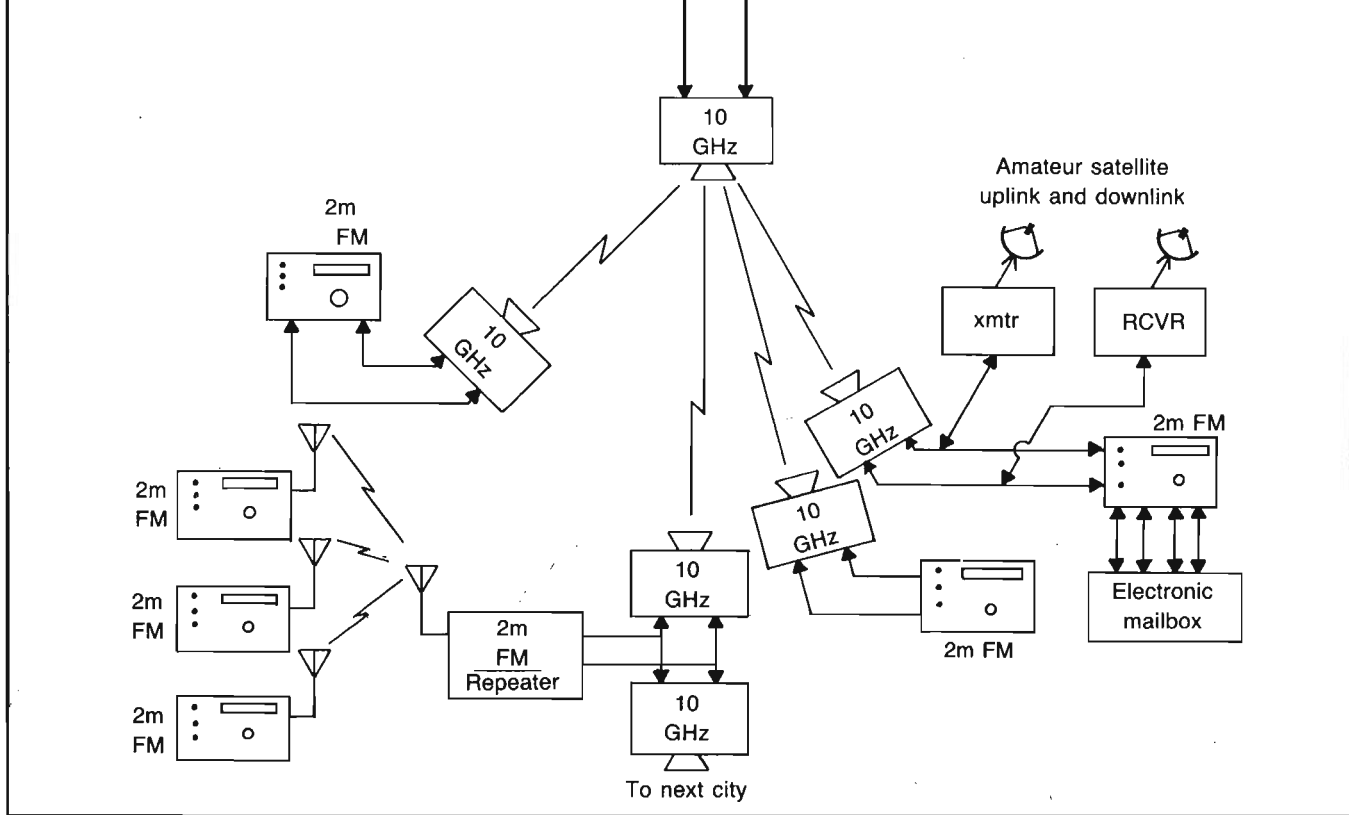 10
GHz
Amateur satellite
uplink and downlink
2m
FM
10
GHz
xmtr
RCVR
10
GHz
2m FM
2m
FM
10
GHz
10
GHz
Electronic
mailbox
2m
FM
2m
FM
Repeater
2m FM
2m
FM
10
GHz
To next city